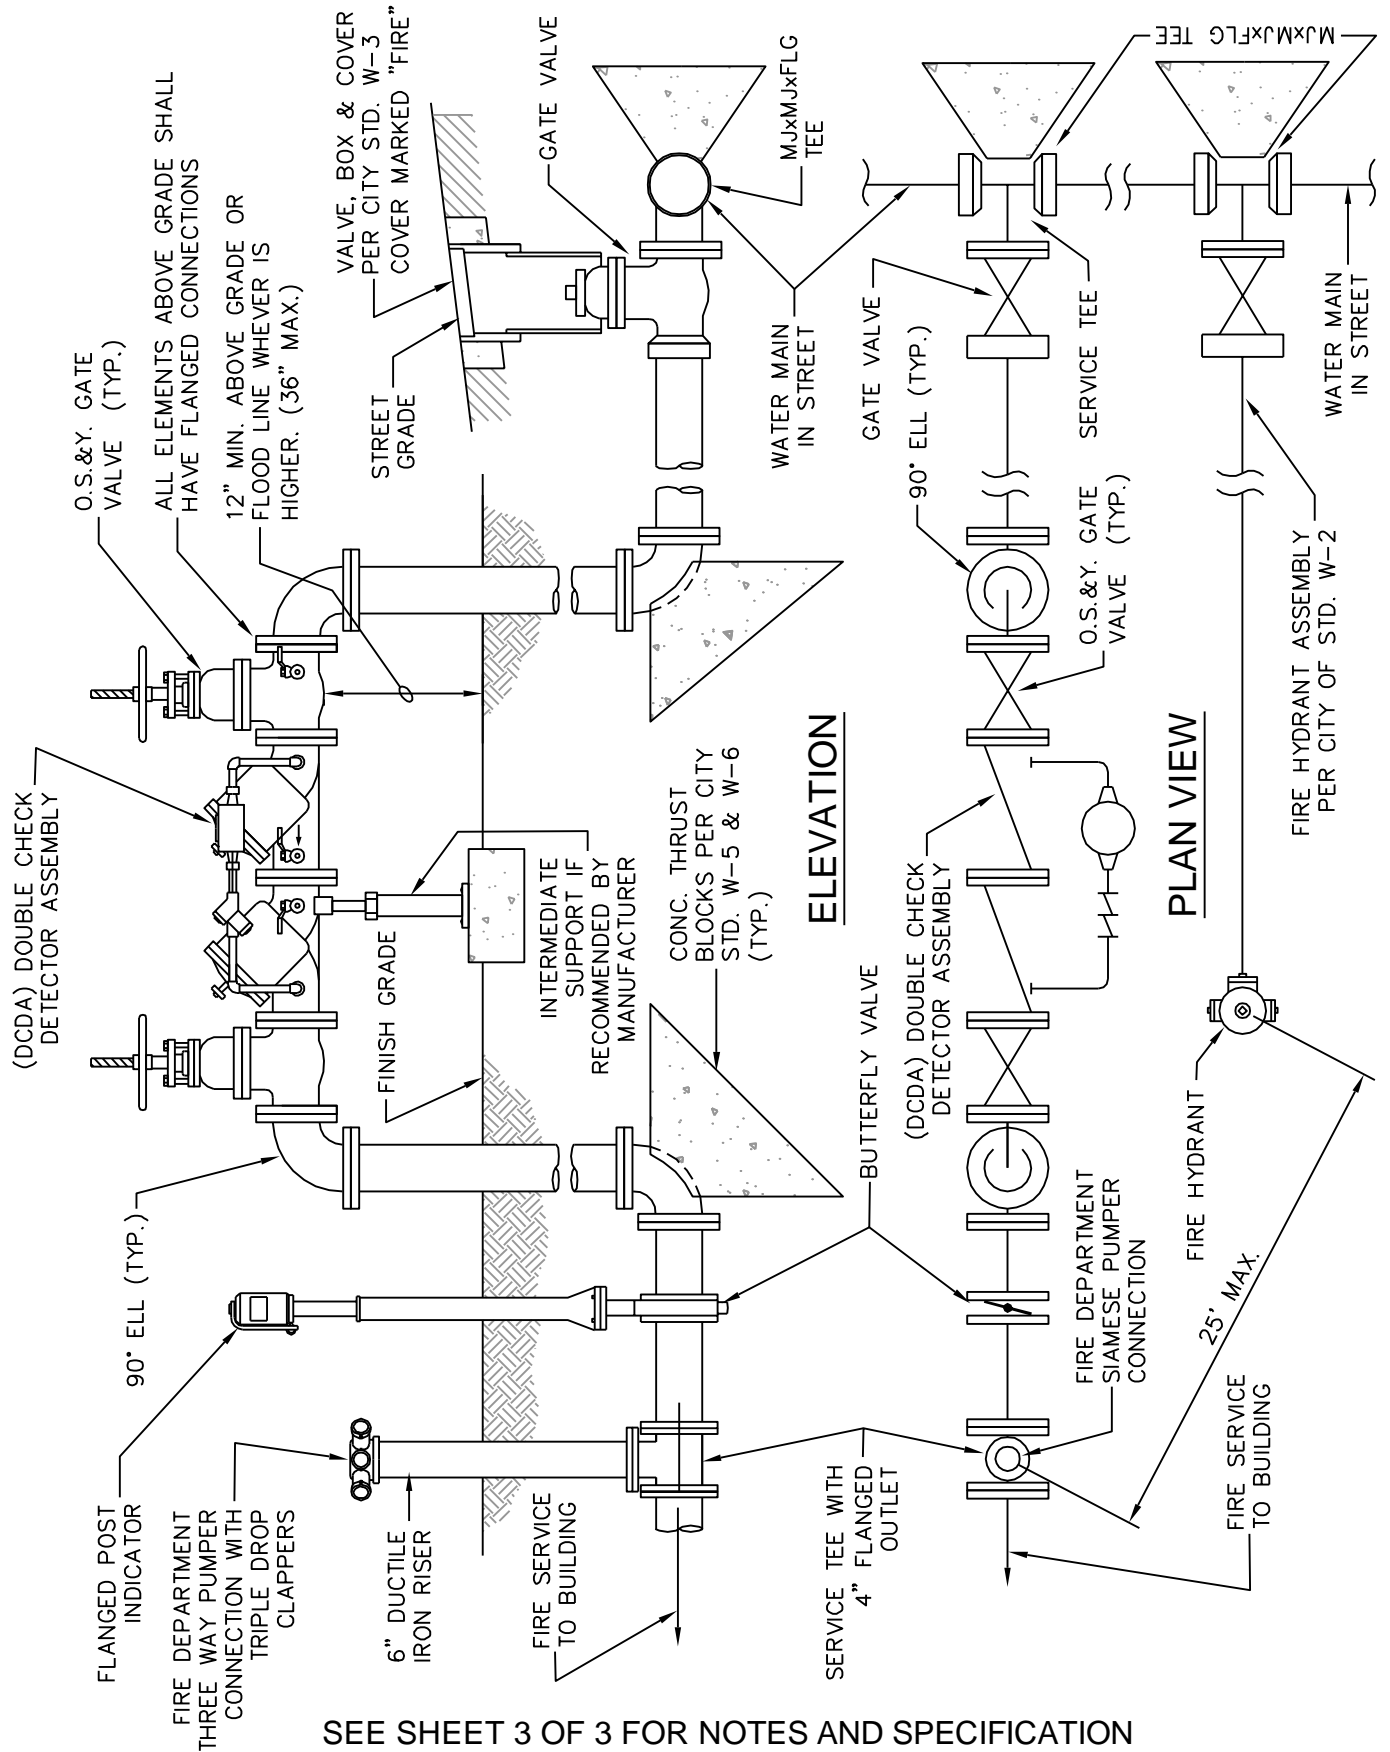 (DCDA) DOUBLE CHECK
DETECTOR ASSEMBLY
O.S.&Y. GATE
VALVE (TYP.)
ALL ELEMENTS ABOVE GRADE SHALL
HAVE FLANGED CONNECTIONS
12" MIN. ABOVE GRADE OR
FLOOD LINE WHEVER IS
HIGHER. (36" MAX.)
VALVE, BOX & COVER
PER CITY STD. W-3
COVER MARKED "FIRE"
STREET
GRADE
GATE VALVE
MJxMJxFLG
TEE
FLANGED POST
INDICATOR
90° ELL (TYP.)
FIRE DEPARTMENT
THREE WAY PUMPER
CONNECTION WITH
TRIPLE DROP
CLAPPERS
6" DUCTILE
IRON RISER
FINISH GRADE
INTERMEDIATE
SUPPORT IF
RECOMMENDED BY
MANUFACTURER
CONC. THRUST
BLOCKS PER CITY
STD. W-5 & W-6
(TYP.)
FIRE SERVICE
TO BUILDING
ELEVATION
WATER MAIN
IN STREET
SERVICE TEE WITH
4" FLANGED
OUTLET
BUTTERFLY VALVE
(DCDA) DOUBLE CHECK
DETECTOR ASSEMBLY
90° ELL (TYP.)
GATE VALVE
O.S.&Y. GATE
VALVE (TYP.)
SERVICE TEE
MJxMJxFLG TEE
FIRE DEPARTMENT
SIAMESE PUMPER
CONNECTION
PLAN VIEW
FIRE HYDRANT
25' MAX.
FIRE SERVICE
TO BUILDING
FIRE HYDRANT ASSEMBLY
PER CITY OF STD. W-2
WATER MAIN
IN STREET
SEE SHEET 3 OF 3 FOR NOTES AND SPECIFICATION